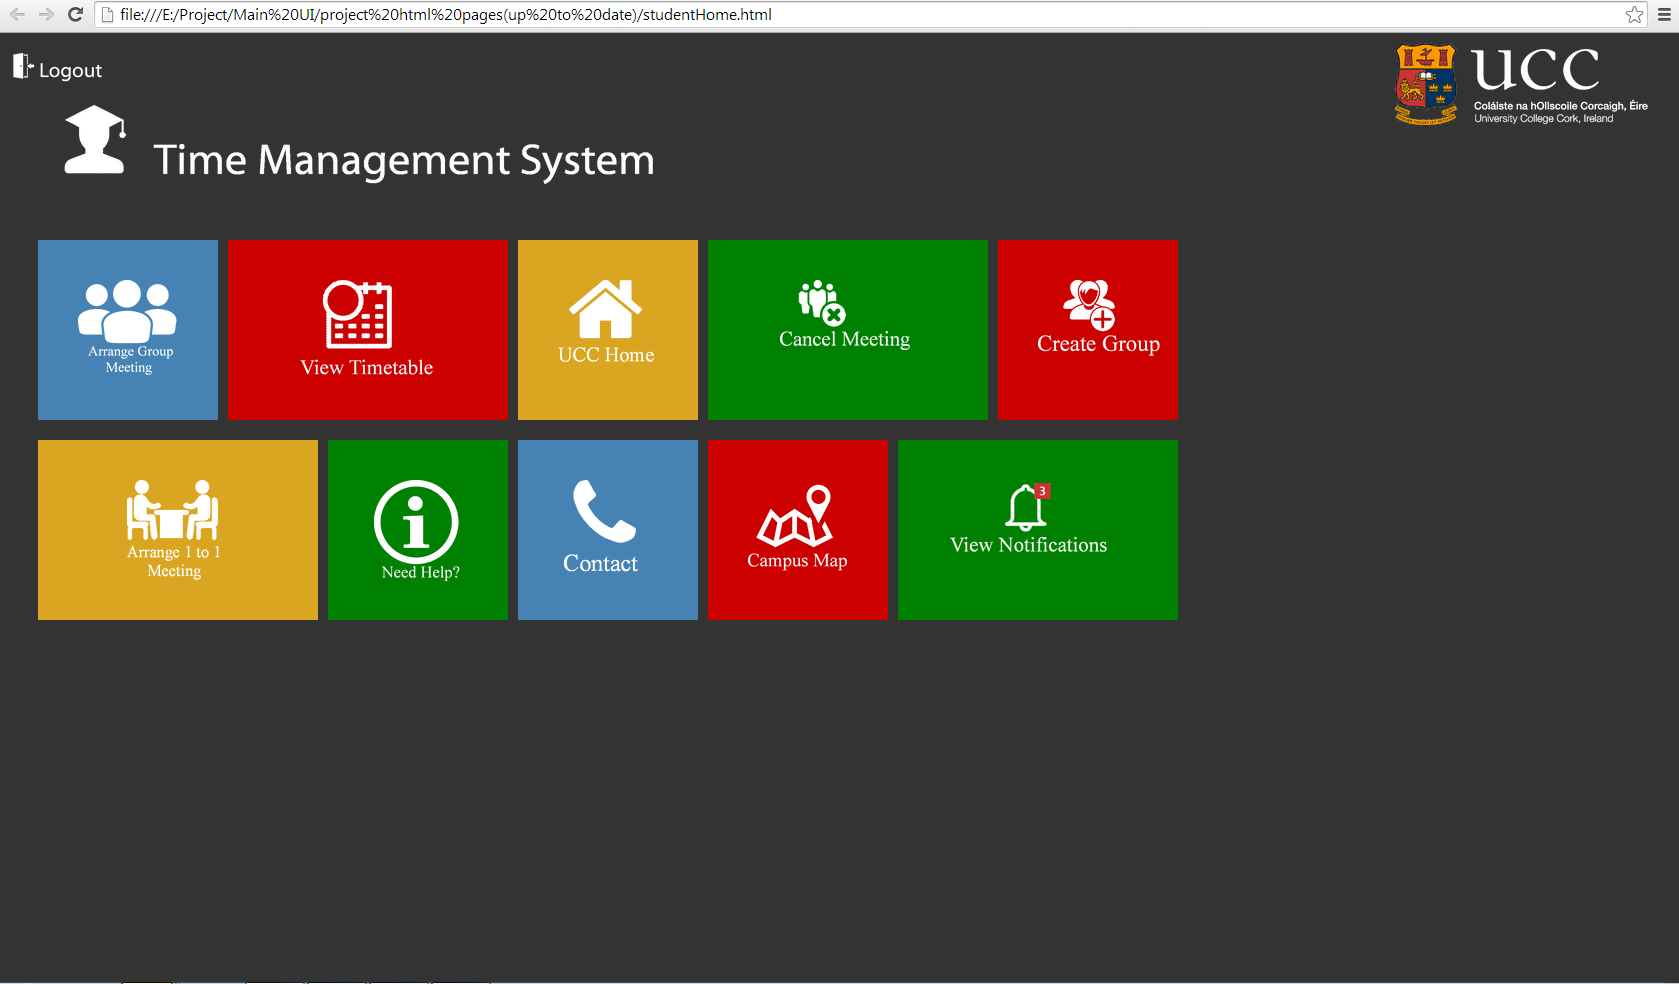 file:///E:/Project/Main%20UI/project%20html%20pages(up%20to%20date)/studentHome.html
Logout
UCC
Coláiste na hOllscoile Corcaigh, Éire
University College Cork, Ireland
Time Management System
Arrange Group
Meeting
View Timetable
UCC Home
Cancel Meeting
Create Group
Arrange 1 to 1
Meeting
Need Help?
Contact
Campus Map
3
View Notifications